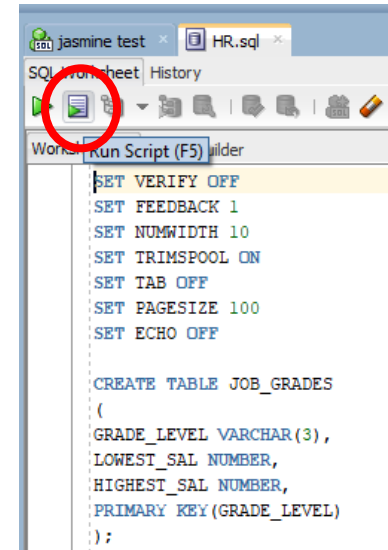 jasmine test HR.sql
SQL Worksheet History
Run Script (F5)
SET VERIFY OFF
SET FEEDBACK 1
SET NUMWIDTH 10
SET TRIMSPOOL ON
SET TAB OFF
SET PAGESIZE 100
SET ECHO OFF
CREATE TABLE JOB_GRADES
(
GRADE_LEVEL VARCHAR(3),
LOWEST_SAL NUMBER,
HIGHEST_SAL NUMBER,
PRIMARY KEY(GRADE_LEVEL)
);